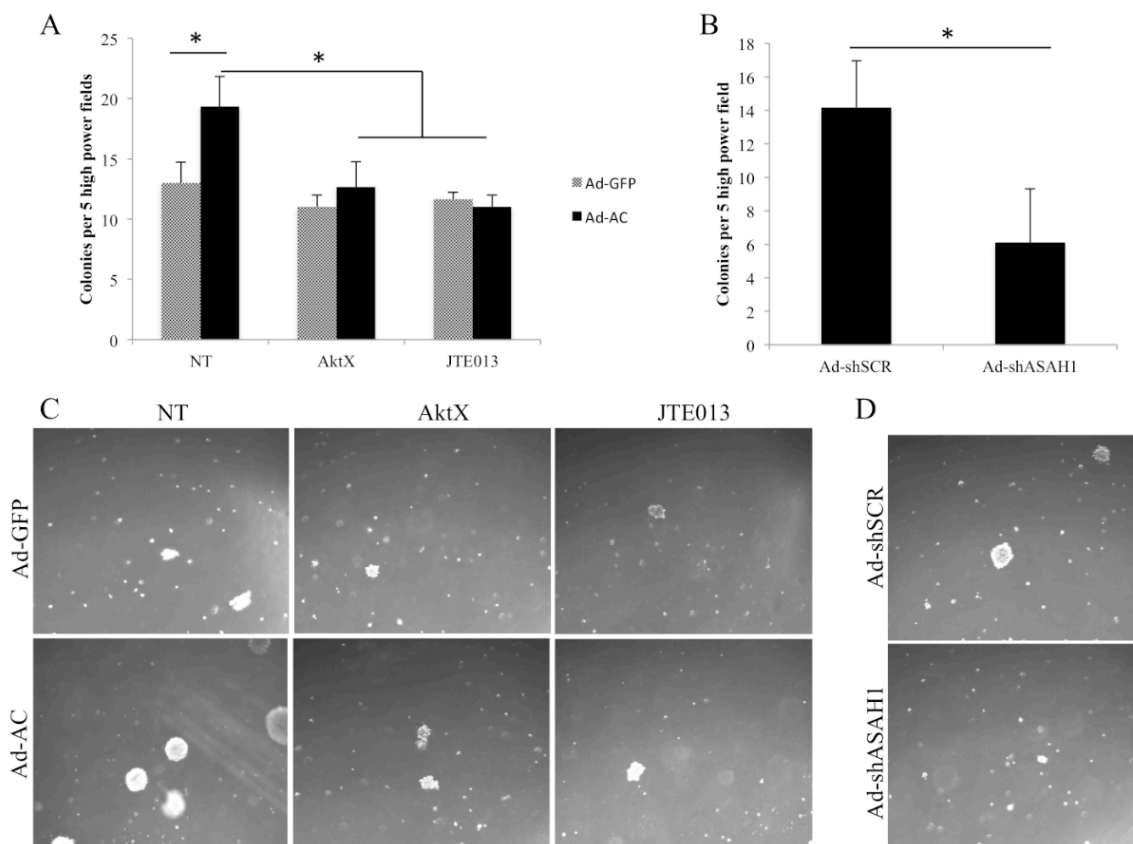 A
B
*
*
*
Colonies per 5 high power fields
25
20
15
10
5
0
NT
AktX
JTE013
Ad-GFP
Ad-AC
Colonies per 5 high power field
18
16
14
12
10
8
6
4
2
0
Ad-shSCR
Ad-shASAH1
C
NT
AktX
JTE013
D
Ad-GFP
Ad-AC
Ad-shSCR
Ad-shASAH1